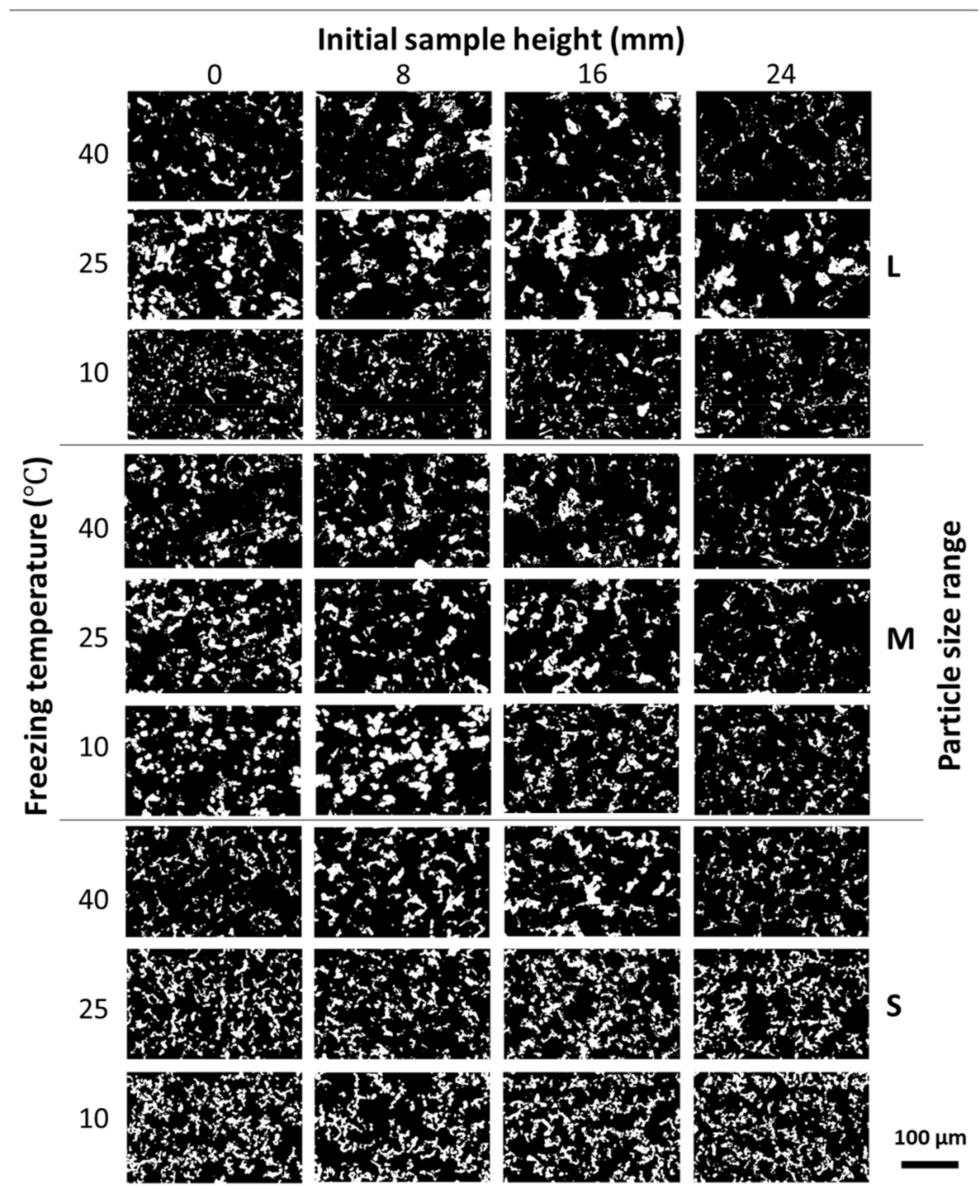 Initial sample height (mm)
0 8 16 24
Freezing temperature (°C)
40
25 L
10
40
25 M
10
40
25 S
10
Particle size range
100 µm